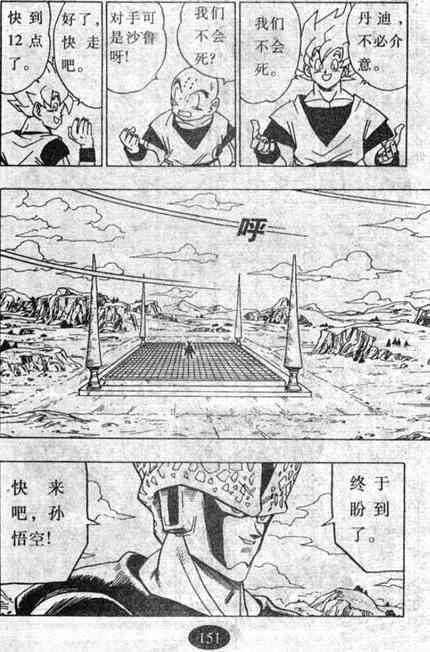 丹迪，
不必介
意。
我们
不会
死。
我们
不会
死?
对手可
是沙鲁
呀!
好了，
快走
吧。
快到
12点
了。
呼
终于
盼到
了。
快来
吧，孙
悟空!
151